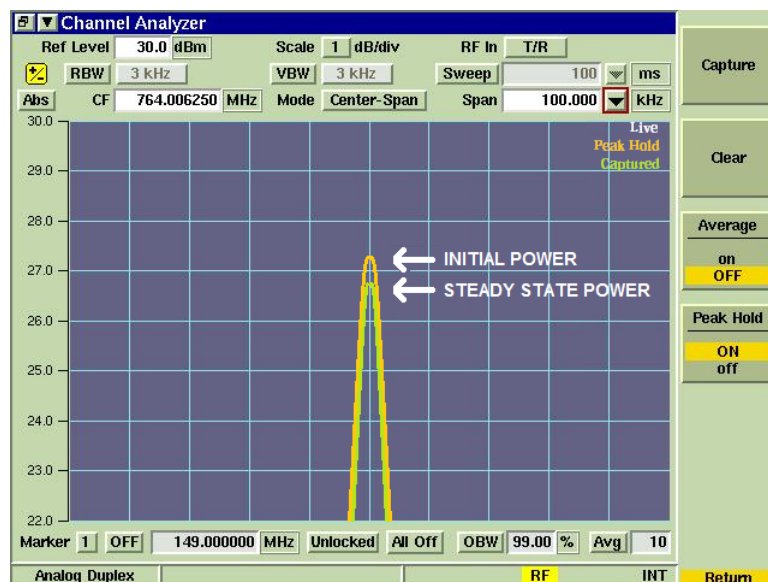 Channel Analyzer
Ref Level 30.0 dBm Scale 1 dB/div RF In T/R
RBW 3 kHz VBW 3 kHz Sweep 100 ms
Abs CF 764.006250 MHz Mode Center-Span Span 100.000 kHz
30.0
Live
Peak Hold
Captured
29.0
28.0
INITIAL POWER
27.0
STEADY STATE POWER
26.0
25.0
24.0
23.0
22.0
Marker 1 OFF 149.000000 MHz Unlocked All Off OBW 99.00 % Avg 10
Analog Duplex RF INT
Capture
Clear
Average
on
OFF
Peak Hold
ON
off
Return